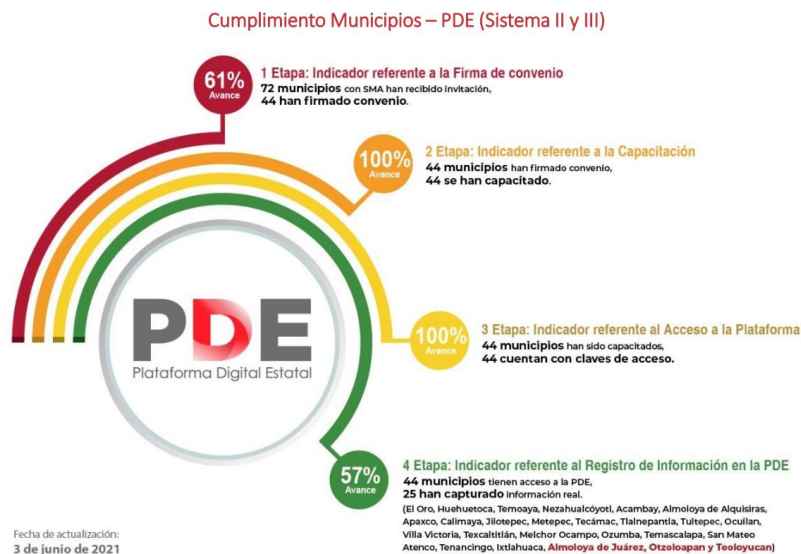 Cumplimiento Municipios – PDE (Sistema II y III)
61%
Avance
1 Etapa: Indicador referente a la Firma de convenio
72 municipios con SMA han recibido invitación,
44 han firmado convenio.
100%
Avance
2 Etapa: Indicador referente a la Capacitación
44 municipios han firmado convenio,
44 se han capacitado.
PDE
Plataforma Digital Estatal
100%
Avance
3 Etapa: Indicador referente al Acceso a la Plataforma
44 municipios han sido capacitados,
44 cuentan con claves de acceso.
57%
Avance
4 Etapa: Indicador referente al Registro de Información en la PDE
44 municipios tienen acceso a la PDE,
25 han capturado información real.
(El Oro, Huehuetoca, Temoaya, Nezahualcóyotl, Acambay, Almoloya de Alquisiras,
Apaxco, Calimaya, Jilotepec, Metepec, Tecámac, Tlalnepantla, Tultepec, Ocuilan,
Villa Victoria, Texcaltitlán, Melchor Ocampo, Ozumba, Temascalapa, San Mateo
Atenco, Tenancingo, Ixtlahuaca, Almoloya de Juárez, Otzoloapan y Teoloyucan)
Fecha de actualización:
3 de junio de 2021